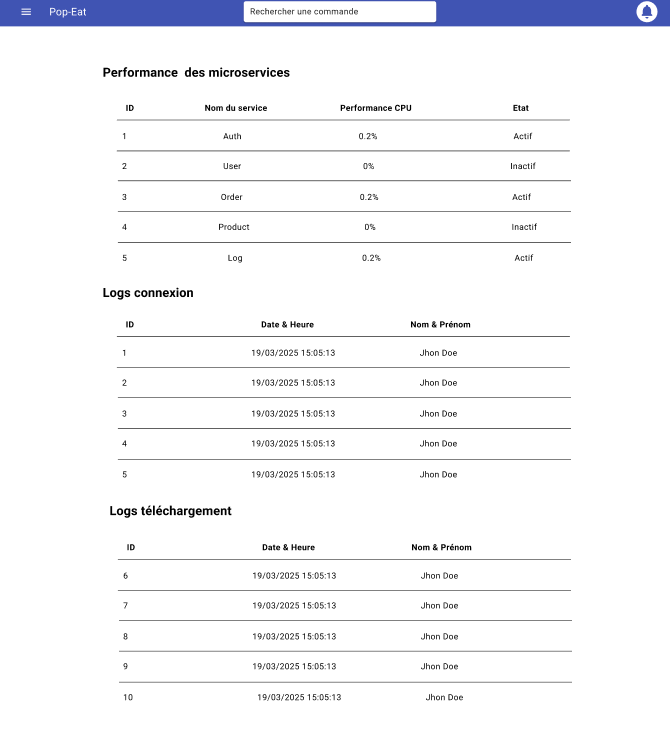 Pop-Eat Rechercher une commande
Performance des microservices
ID Nom du service Performance CPU Etat
1 Auth 0.2% Actif
2 User 0% Inactif
3 Order 0.2% Actif
4 Product 0% Inactif
5 Log 0.2% Actif
Logs connexion
ID Date & Heure Nom & Prénom
1 19/03/2025 15:05:13 Jhon Doe
2 19/03/2025 15:05:13 Jhon Doe
3 19/03/2025 15:05:13 Jhon Doe
4 19/03/2025 15:05:13 Jhon Doe
5 19/03/2025 15:05:13 Jhon Doe
Logs téléchargement
ID Date & Heure Nom & Prénom
6 19/03/2025 15:05:13 Jhon Doe
7 19/03/2025 15:05:13 Jhon Doe
8 19/03/2025 15:05:13 Jhon Doe
9 19/03/2025 15:05:13 Jhon Doe
10 19/03/2025 15:05:13 Jhon Doe